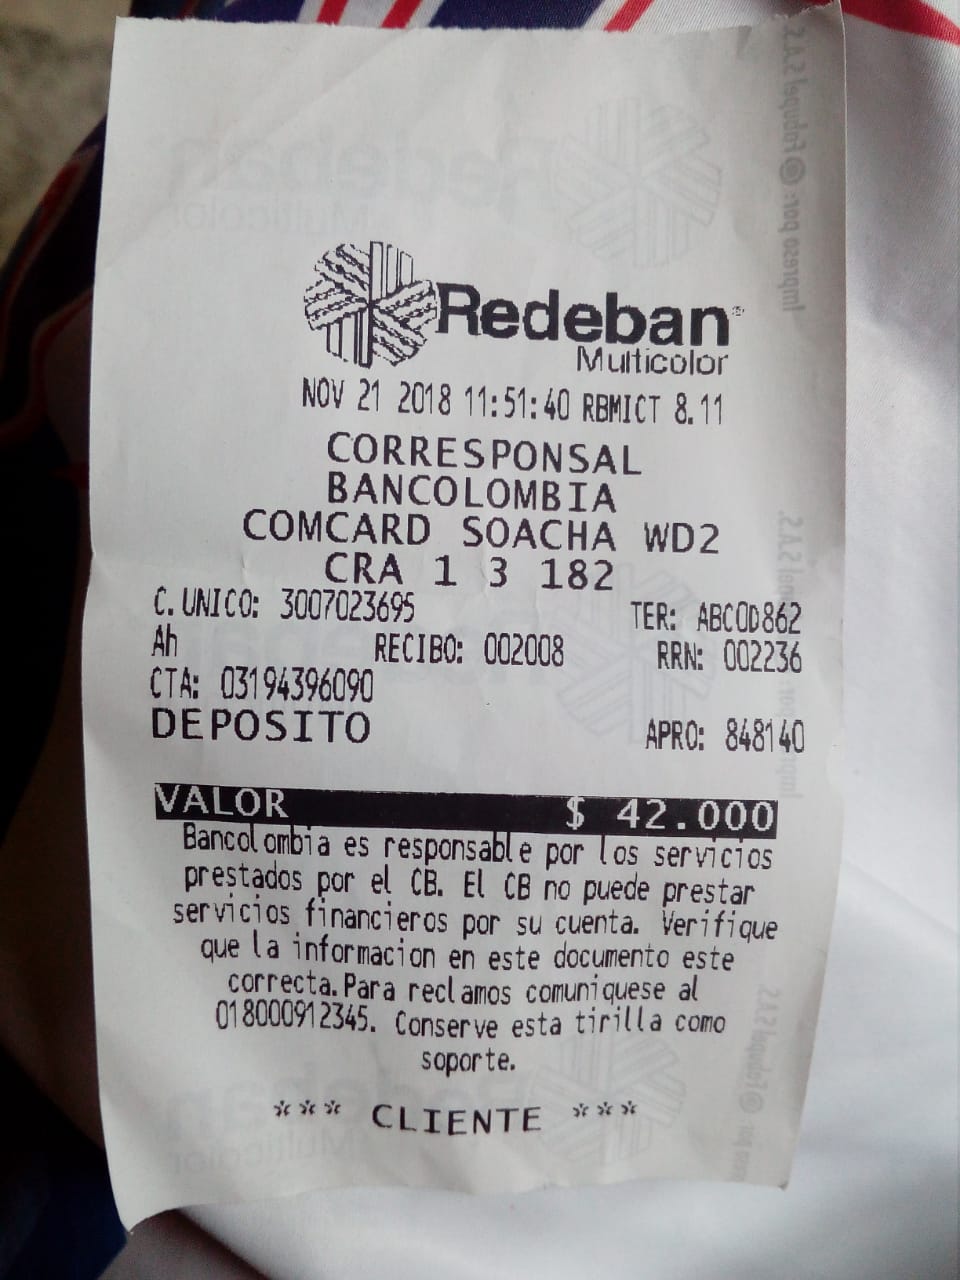 Redeban®
Multicolor
NOV 21 2018 11:51:40 RBMICT 8.11
CORRESPONSAL
BANCOLOMBIA
COMCARD SOACHA WD2
CRA 1 3 182
C. UNICO: 3007023695 TER: ABCOD862
Ah RECIBO: 002008 RRN: 002236
CTA: 03194396090
DEPOSITO APRO: 848140
VALOR $ 42.000
Bancolombia es responsable por los servicios
prestados por el CB. El CB no puede prestar
servicios financieros por su cuenta. Verifique
que la informacion en este documento este
correcta. Para reclamos comuniquese al
018000912345. Conserve esta tirilla como
soporte.
*** CLIENTE ***